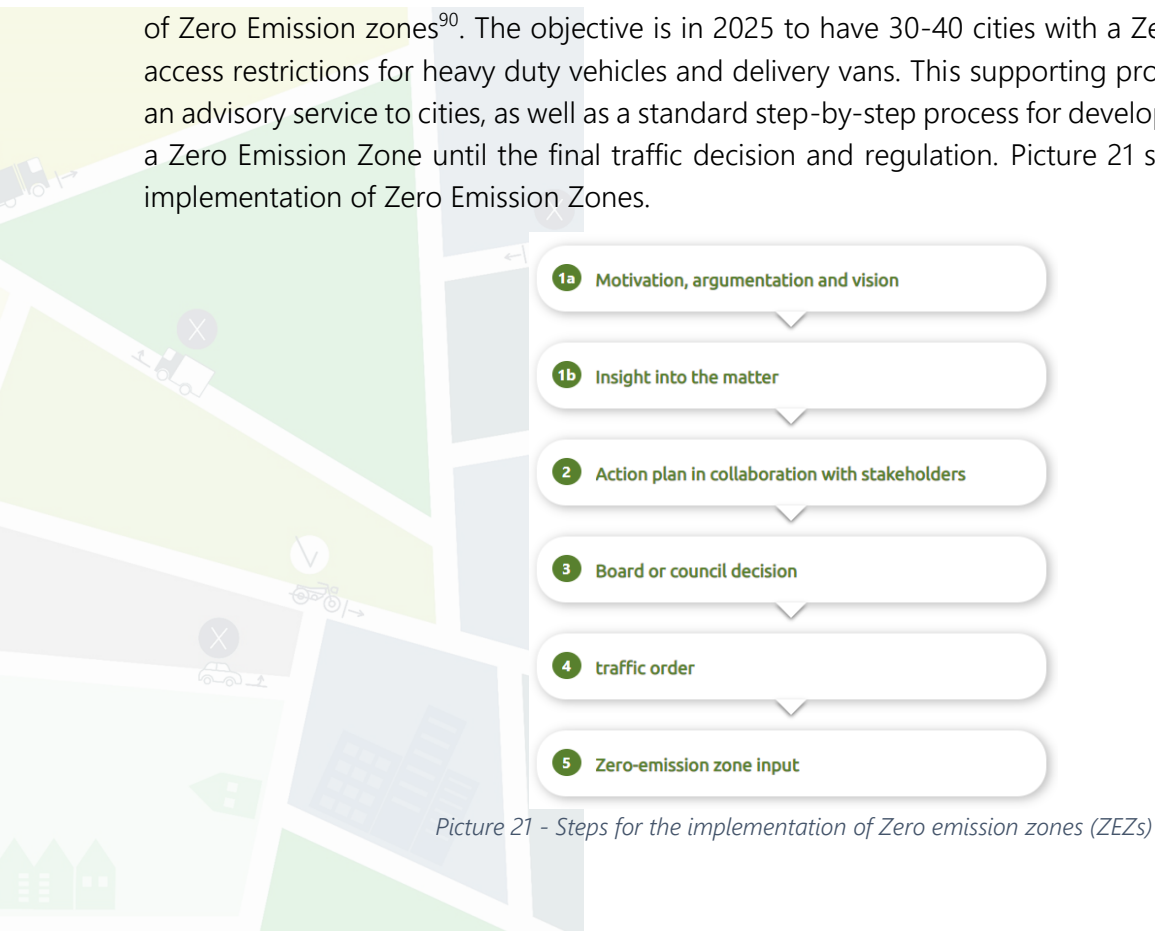 of Zero Emission zones90. The objective is in 2025 to have 30-40 cities with a
access restrictions for heavy duty vehicles and delivery vans. This supporting
an advisory service to cities, as well as a standard step-by-step process for
a Zero Emission Zone until the final traffic decision and regulation. Picture 21
implementation of Zero Emission Zones.
X
1a Motivation, argumentation and vision
X
1b Insight into the matter
2 Action plan in collaboration with stakeholders
3 Board or council decision
X
4 traffic order
5 Zero-emission zone input
Picture 21 - Steps for the implementation of Zero emission zones (ZEZs)